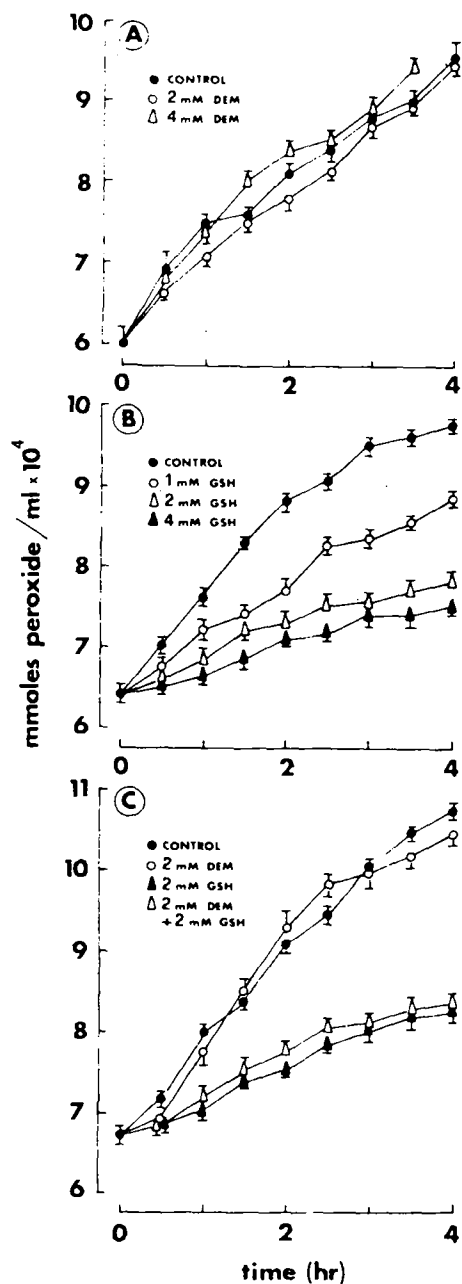 A
10
9
8
7
6
● CONTROL
○ 2 mM DEM
△ 4 mM DEM
0 2 4
B
10
9
8
7
6
● CONTROL
○ 1 mM GSH
△ 2 mM GSH
▲ 4 mM GSH
0 2 4
mmoles peroxide / ml × 10⁴
C
11
10
9
8
7
6
● CONTROL
○ 2 mM DEM
▲ 2 mM GSH
△ 2 mM DEM
+ 2 mM GSH
0 2 4
time (hr)